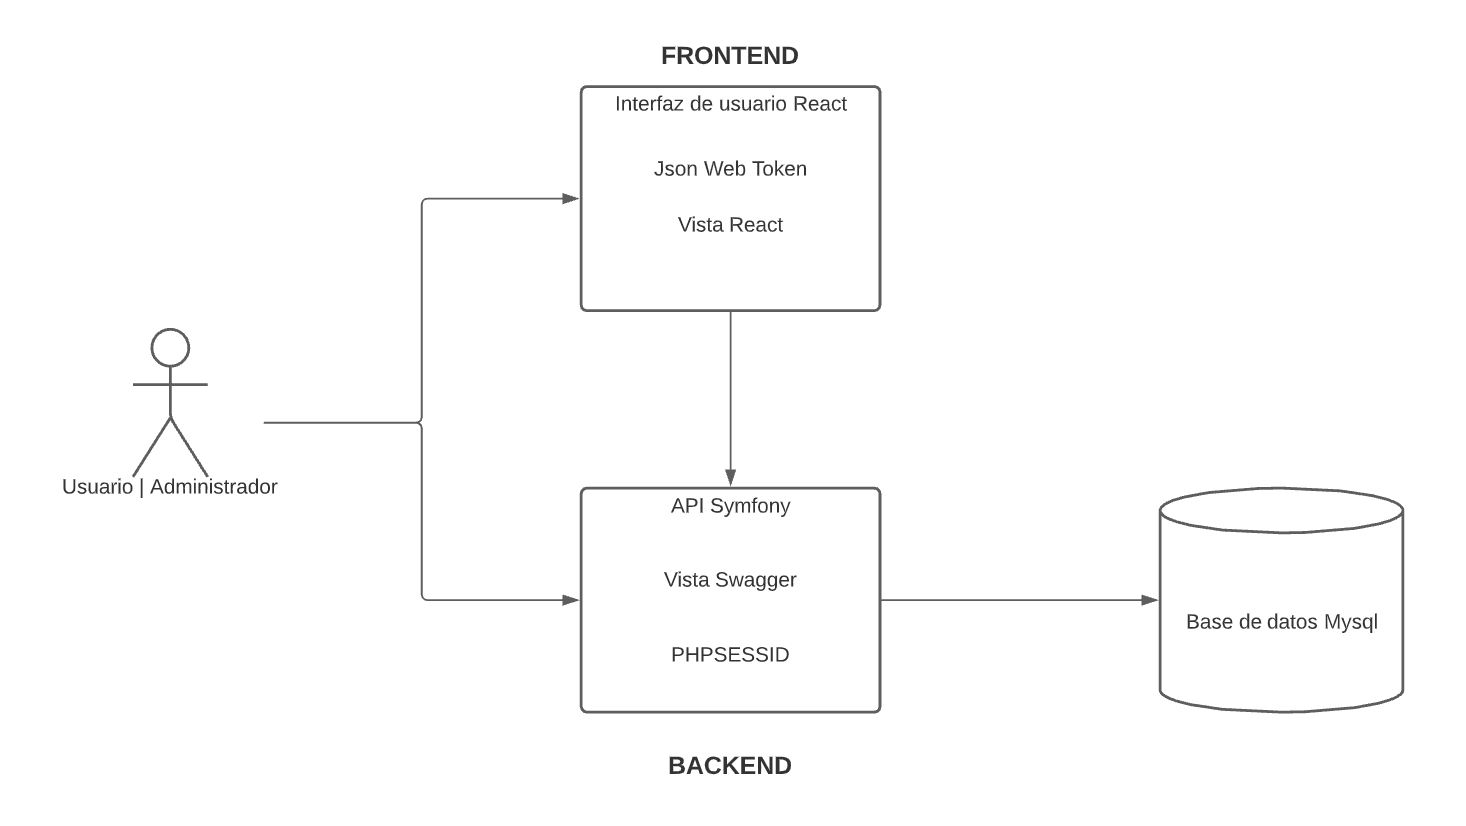 FRONTEND
Interfaz de usuario React
Json Web Token
Vista React
Usuario | Administrador
API Symfony
Vista Swagger
PHPSESSID
Base de datos Mysql
BACKEND